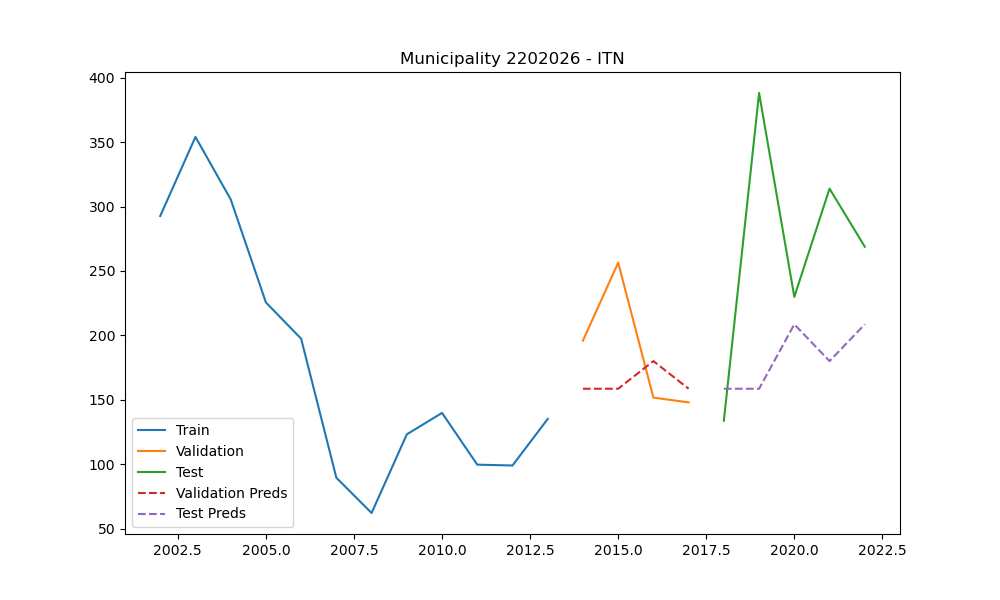 Municipality 2202026 - ITN
400
350
300
250
200
150
100
50
Train
Validation
Test
Validation Preds
Test Preds
2002.5 2005.0 2007.5 2010.0 2012.5 2015.0 2017.5 2020.0 2022.5